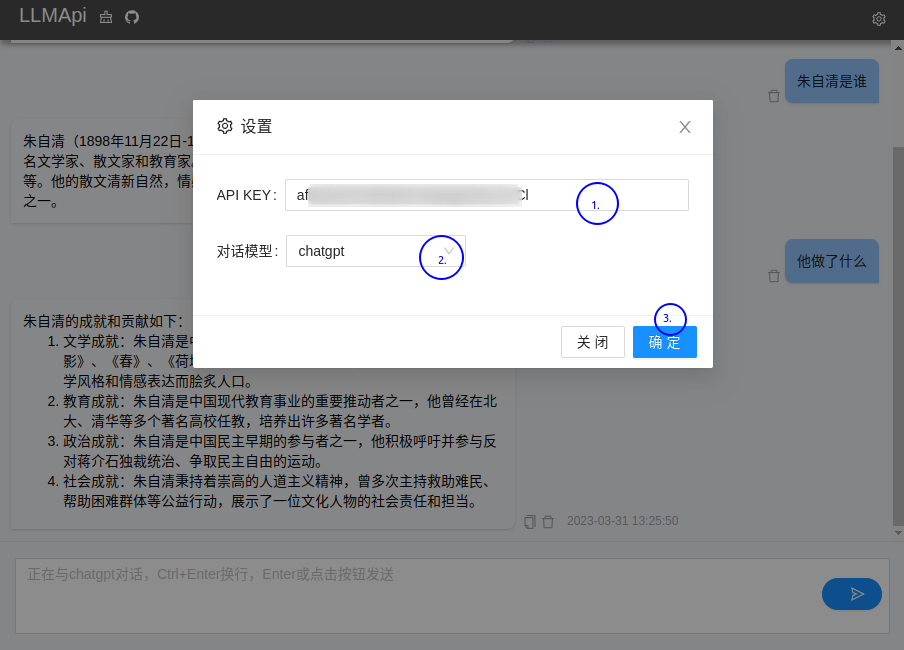 LLMApi
朱自清是谁
朱自清（1898年11月22日-1
名文学家、散文家和教育家
等。他的散文清新自然，情
之一。
设置
API KEY:
af
Cl
1.
对话模型:
chatgpt
2.
3.
关 闭
确 定
他做了什么
朱自清的成就和贡献如下：
1. 文学成就：朱自清是
影》、《春》、《荷
学风格和情感表达而脍炙人口。
2. 教育成就：朱自清是中国现代教育事业的重要推动者之一，他曾经在北
大、清华等多个著名高校任教，培养出许多著名学者。
3. 政治成就：朱自清是中国民主早期的参与者之一，他积极呼吁并参与反
对蒋介石独裁统治、争取民主自由的运动。
4. 社会成就：朱自清秉持着崇高的人道主义精神，曾多次主持救助难民、
帮助困难群体等公益行动，展示了一位文化人物的社会责任和担当。
2023-03-31 13:25:50
正在与chatgpt对话，Ctrl+Enter换行，Enter或点击按钮发送